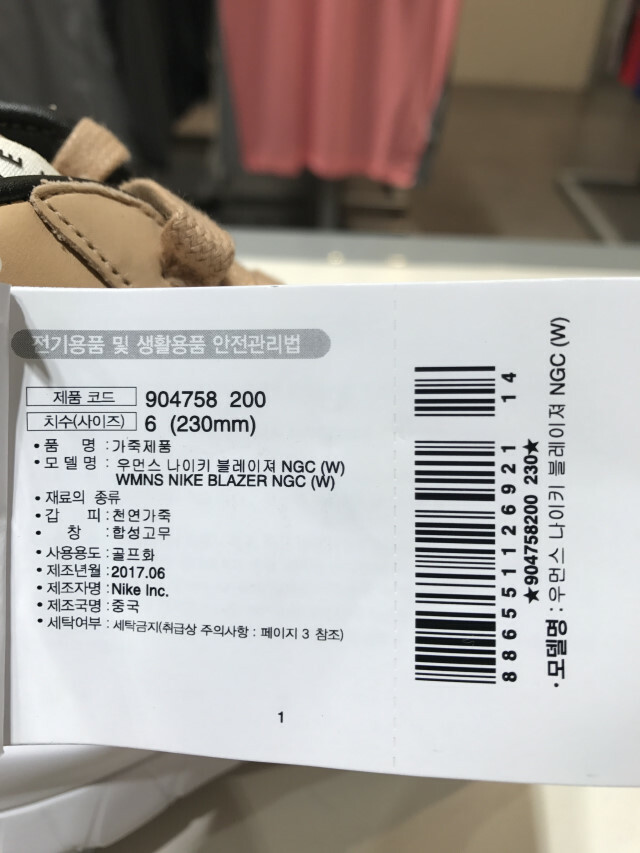 전기용품 및 생활용품 안전관리법
제품 코드 904758 200
치수(사이즈) 6 (230mm)
• 품 명 : 가죽제품
• 모 델 명 : 우먼스 나이키 블레이져 NGC (W)
WMNS NIKE BLAZER NGC (W)
• 재료의 종류
• 갑 피 : 천연가죽
• 창 : 합성고무
• 사용용도 : 골프화
• 제조년월 : 2017.06
• 제조자명 : Nike Inc.
• 제조국명 : 중국
• 세탁여부 : 세탁금지(취급상 주의사항 : 페이지 3 참조)
1
8 8 6 5 5 1 1 2 6 9 2 1 1 4
★904758200 230★
· 모델명 : 우먼스 나이키 블레이져 NGC (W)